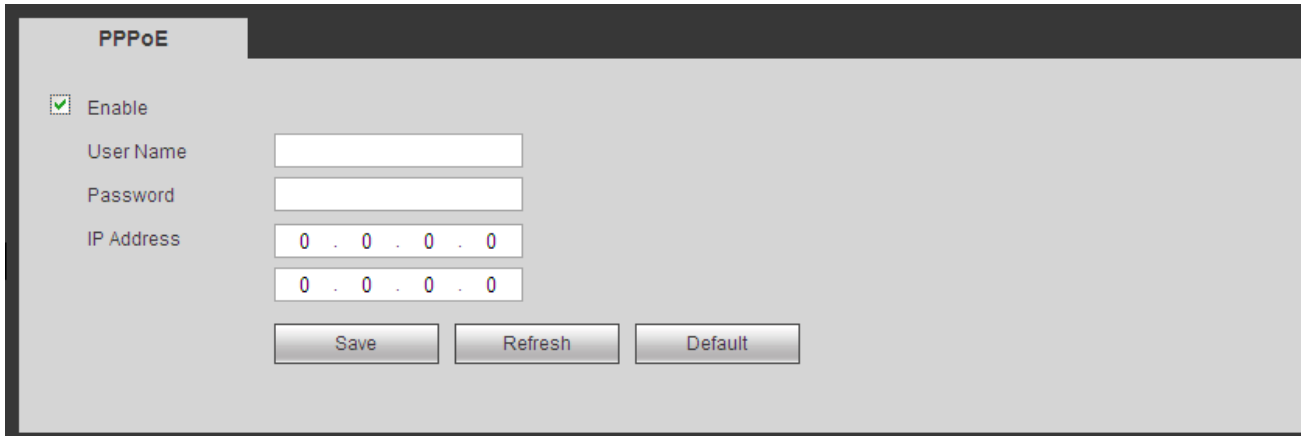 PPPoE
Enable
User Name
Password
IP Address 0 . 0 . 0 . 0
0 . 0 . 0 . 0
Save Refresh Default